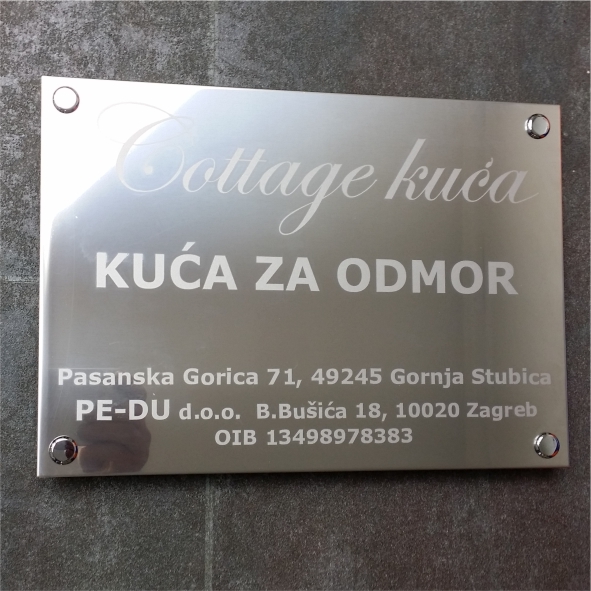 Cottage kuća
KUĆA ZA ODMOR
Pasanska Gorica 71, 49245 Gornja Stubica
PE-DU d.o.o. B.Bušića 18, 10020 Zagreb
OIB 13498978383